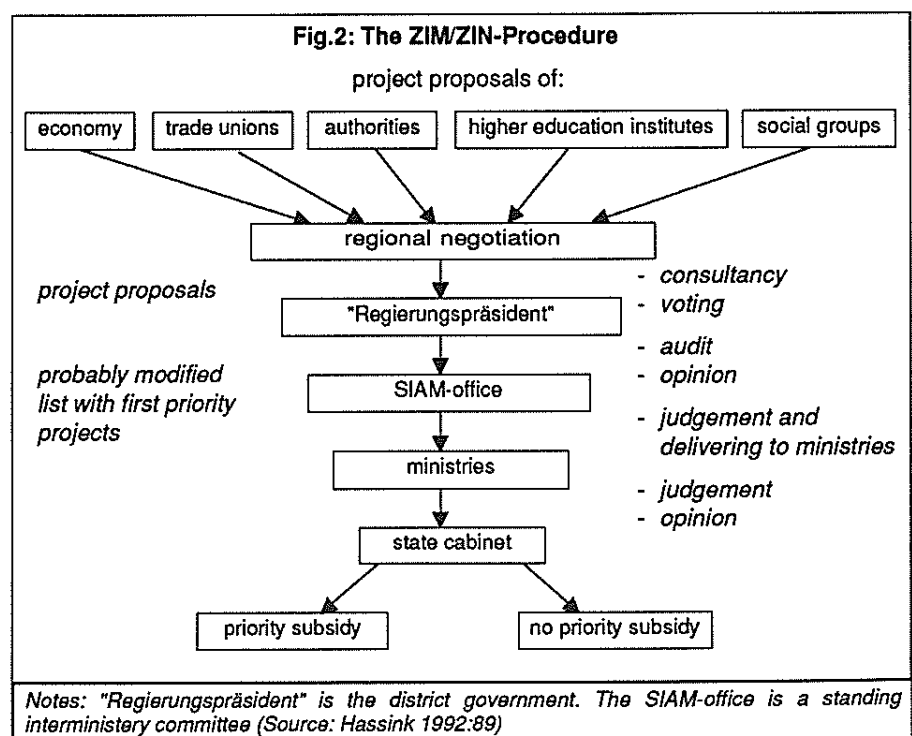 Fig.2: The ZIM/ZIN-Procedure
project proposals of:
economy
trade unions
authorities
higher education institutes
social groups
regional negotiation
project proposals
- consultancy
- voting
"Regierungspräsident"
- audit
- opinion
probably modified
list with first priority
projects
SIAM-office
- judgement and
delivering to ministries
ministries
- judgement
- opinion
state cabinet
priority subsidy
no priority subsidy
Notes: "Regierungspräsident" is the district government. The SIAM-office is a standing
interministery committee (Source: Hassink 1992:89)